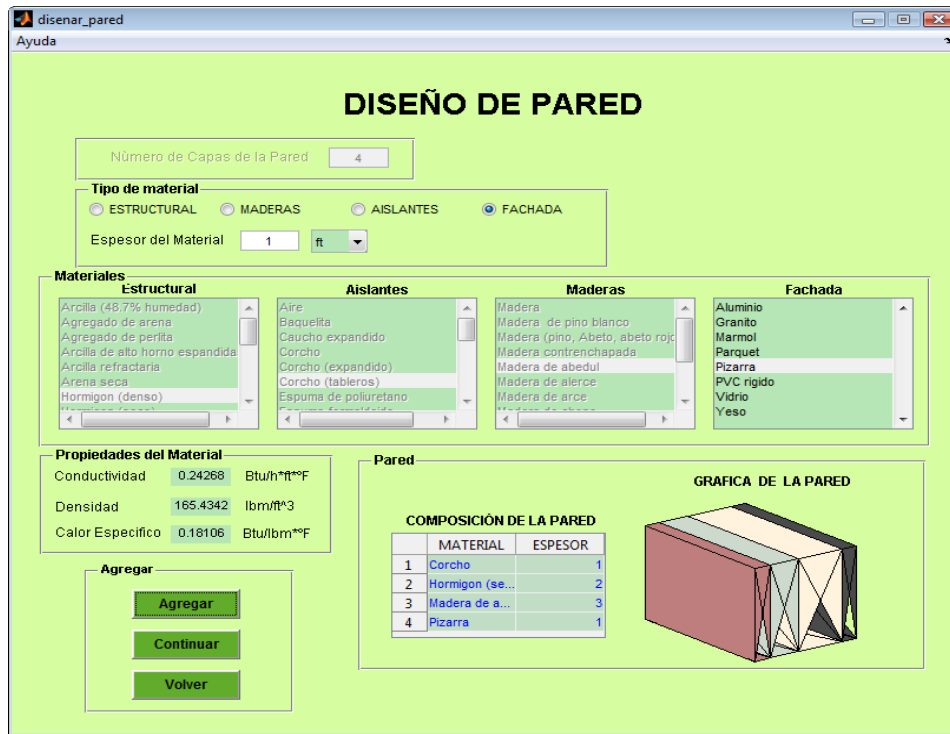 disenar_pared
Ayuda
DISEÑO DE PARED
Nùmero de Capas de la Pared 4
Tipo de material
ESTRUCTURAL MADERAS AISLANTES FACHADA
Espesor del Material 1 ft
Materiales
Estructural
Arcilla (48.7% humedad)
Agregado de arena
Agregado de perlita
Arcilla de alto horno espandida
Arcilla refractaria
Arena seca
Hormigon (denso)
Aislantes
Aire
Baquelita
Caucho expandido
Corcho
Corcho (expandido)
Corcho (tableros)
Espuma de poliuretano
Maderas
Madera
Madera de pino blanco
Madera (pino, Abeto, abeto rojo
Madera contrenchapada
Madera de abedul
Madera de alerce
Madera de arce
Fachada
Aluminio
Granito
Marmol
Parquet
Pizarra
PVC rigido
Vidrio
Yeso
Propiedades del Material
Conductividad 0.24268 Btu/h*ft*ºF
Densidad 165.4342 lbm/ft^3
Calor Especifico 0.18106 Btu/lbm*ºF
Agregar
Agregar
Continuar
Volver
Pared
COMPOSICIÓN DE LA PARED
MATERIAL ESPESOR
1 Corcho 1
2 Hormigon (se... 2
3 Madera de a... 3
4 Pizarra 1
GRAFICA DE LA PARED